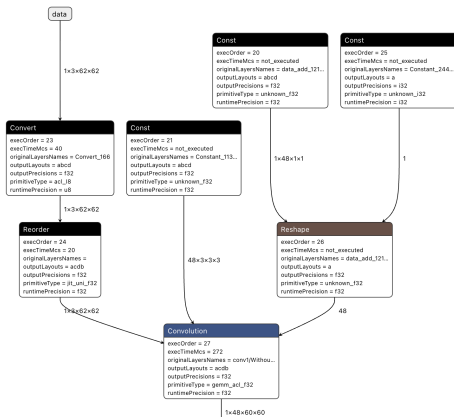 data
1×3×62×62
Const
execOrder = 20
execTimeMcs = not_executed
originalLayersNames = data_add_121...
outputLayouts = abcd
outputPrecisions = f32
primitiveType = unknown_f32
runtimePrecision = f32
Const
execOrder = 25
execTimeMcs = not_executed
originalLayersNames = Constant_244...
outputLayouts = a
outputPrecisions = i32
primitiveType = unknown_i32
runtimePrecision = i32
Convert
execOrder = 23
execTimeMcs = 40
originalLayersNames = Convert_166
outputLayouts = abcd
outputPrecisions = f32
primitiveType = acl_i8
runtimePrecision = u8
Const
execOrder = 21
execTimeMcs = not_executed
originalLayersNames = Constant_113...
outputLayouts = abcd
outputPrecisions = f32
primitiveType = unknown_f32
runtimePrecision = f32
1×48×1×1
1
1×3×62×62
Reorder
execOrder = 24
execTimeMcs = 20
originalLayersNames =
outputLayouts = acdb
outputPrecisions = f32
primitiveType = jit_uni_f32
runtimePrecision = f32
48×3×3×3
Reshape
execOrder = 26
execTimeMcs = not_executed
originalLayersNames = data_add_121...
outputLayouts = a
outputPrecisions = f32
primitiveType = unknown_f32
runtimePrecision = f32
1×3×62×62
48
Convolution
execOrder = 27
execTimeMcs = 272
originalLayersNames = conv1/Withou...
outputLayouts = acdb
outputPrecisions = f32
primitiveType = gemm_acl_f32
runtimePrecision = f32
1×48×60×60